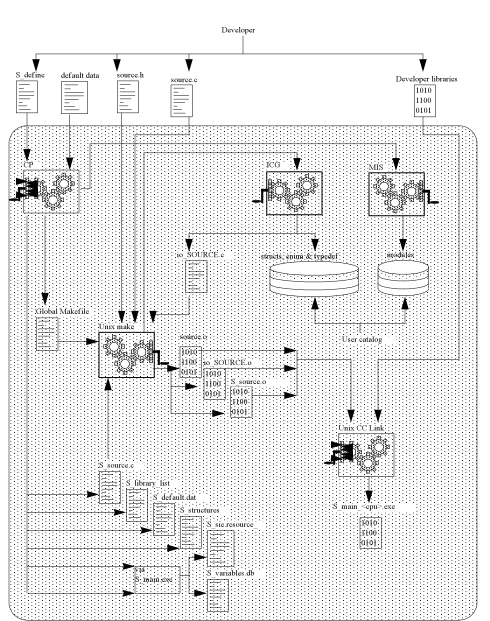 Developer
S_define
default data
source.h
source.c
Developer libraries
1010
1100
0101
CP
ICG
MIS
io_SOURCE.c
structs, enum & typedef
modules
Global Makefile
Unix make
User catalog
source.o
1010
1100
0101
io_SOURCE.o
1010
1100
0101
S_source.o
1010
1100
0101
Unix CC Link
S_source.c
S_library_list
S_default.dat
S_structures
S_sie.resource
via
S_main.exe
S_variables.db
S_main_<cpu>.exe
1010
1100
0101